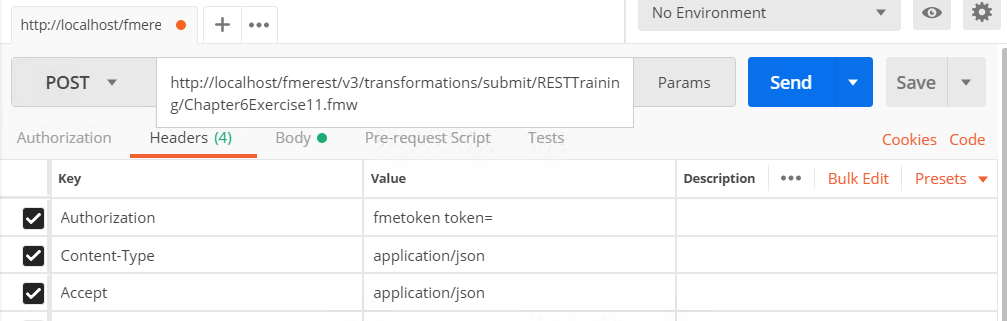 http://localhost/fmere
+
•••
No Environment
POST
http://localhost/fmerest/v3/transformations/submit/RESTTrainin
g/Chapter6Exercise11.fmw
Params
Send
Save
Authorization
Headers (4)
Body
Pre-request Script
Tests
Cookies
Code
Key
Value
Description
•••
Bulk Edit
Presets
Authorization
fmetoken token=
Content-Type
application/json
Accept
application/json